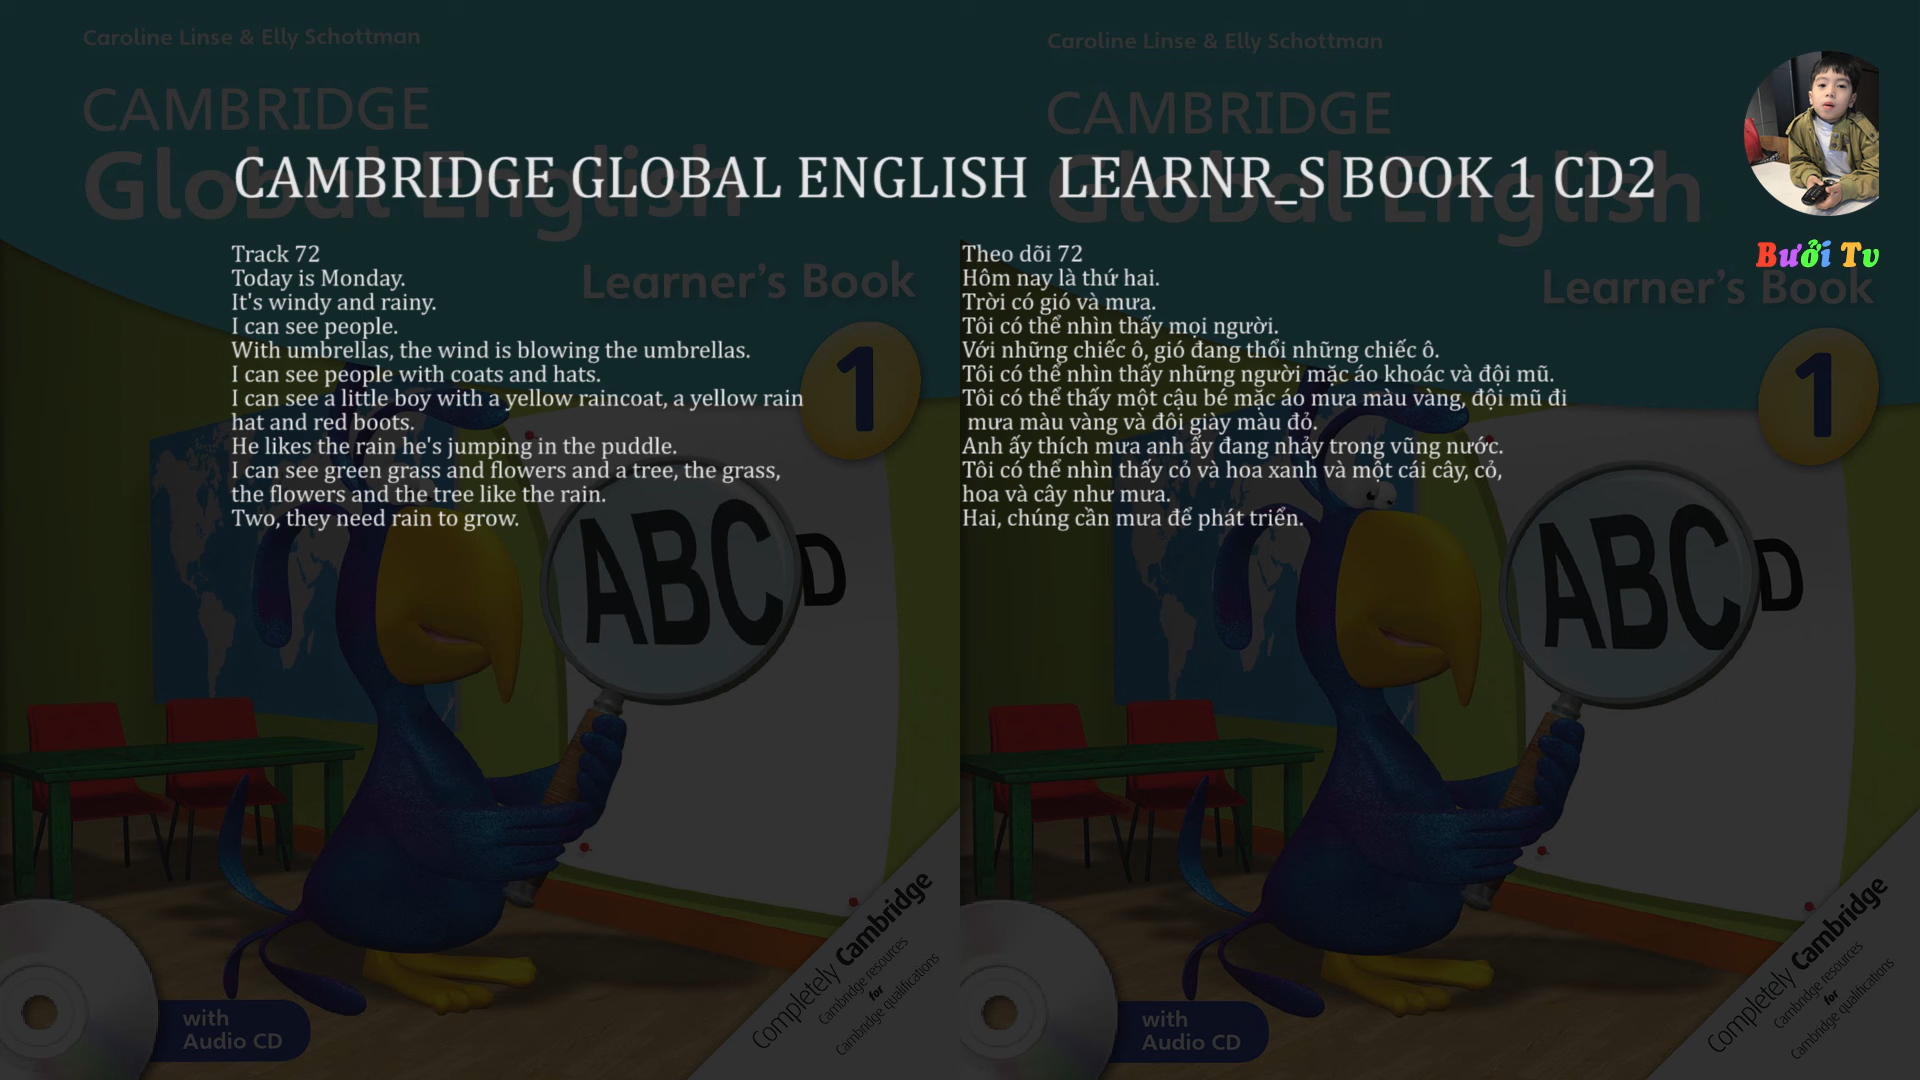 Caroline Linse & Elly Schottman
CAMBRIDGE
Global English
Learner's Book
1
Caroline Linse & Elly Schottman
CAMBRIDGE
Global English
Learner's Book
1
CAMBRIDGE GLOBAL ENGLISH LEARNR_S BOOK 1 CD2
Bưởi Tv
Track 72
Today is Monday.
It's windy and rainy.
I can see people.
With umbrellas, the wind is blowing the umbrellas.
I can see people with coats and hats.
I can see a little boy with a yellow raincoat, a yellow rain
hat and red boots.
He likes the rain he's jumping in the puddle.
I can see green grass and flowers and a tree, the grass,
the flowers and the tree like the rain.
Two, they need rain to grow.
Theo dõi 72
Hôm nay là thứ hai.
Trời có gió và mưa.
Tôi có thể nhìn thấy mọi người.
Với những chiếc ô, gió đang thổi những chiếc ô.
Tôi có thể nhìn thấy những người mặc áo khoác và đội mũ.
Tôi có thể thấy một cậu bé mặc áo mưa màu vàng, đội mũ đi
mưa màu vàng và đôi giày màu đỏ.
Anh ấy thích mưa anh ấy đang nhảy trong vũng nước.
Tôi có thể nhìn thấy cỏ và hoa xanh và một cái cây, cỏ,
hoa và cây như mưa.
Hai, chúng cần mưa để phát triển.
ABC D
ABC D
with
Audio CD
Completely Cambridge
Cambridge resources
for
Cambridge qualifications
with
Audio CD
Completely Cambridge
Cambridge resources
for
Cambridge qualifications